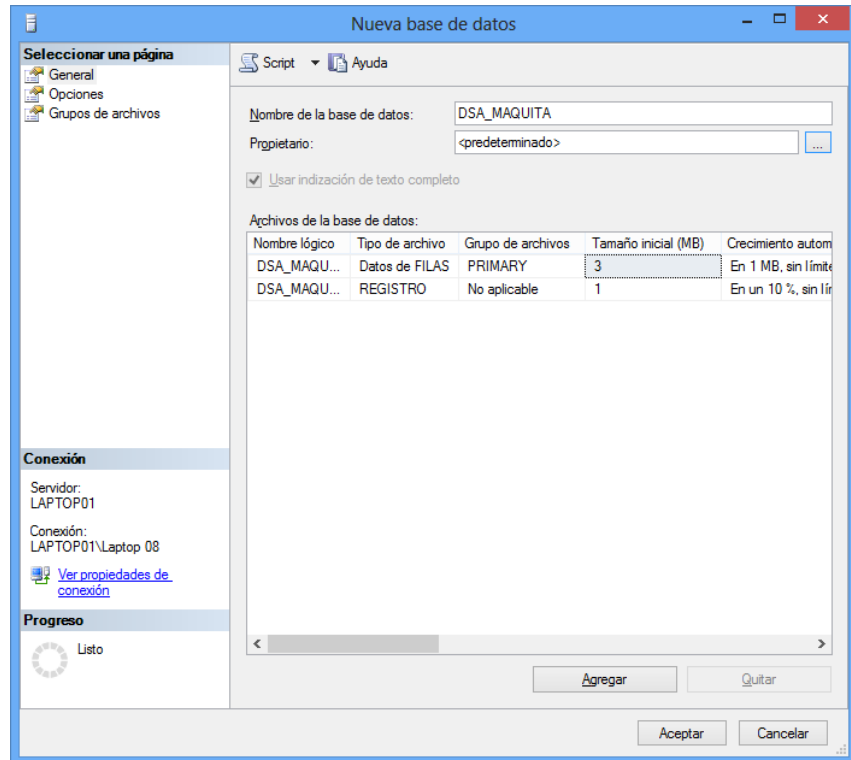 Nueva base de datos
Seleccionar una página
General
Opciones
Grupos de archivos
Script
Ayuda
Nombre de la base de datos: DSA_MAQUITA
Propietario: <predeterminado> ...
Usar indización de texto completo
Archivos de la base de datos:
Nombre lógico Tipo de archivo Grupo de archivos Tamaño inicial (MB) Crecimiento autom
DSA_MAQU... Datos de FILAS PRIMARY 3 En 1 MB, sin límite
DSA_MAQU... REGISTRO No aplicable 1 En un 10 %, sin lír
Conexión
Servidor:
LAPTOP01
Conexión:
LAPTOP01\Laptop 08
Ver propiedades de
conexión
Progreso
Listo
Agregar Quitar
Aceptar Cancelar